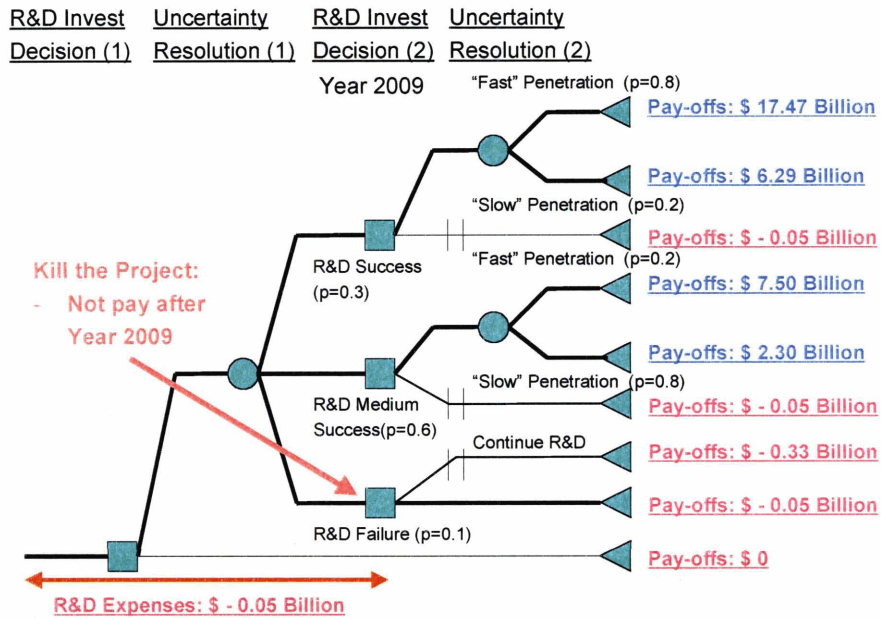 R&D Invest Uncertainty R&D Invest Uncertainty
Decision (1) Resolution (1) Decision (2) Resolution (2)
Year 2009
"Fast" Penetration (p=0.8)
Pay-offs: $ 17.47 Billion
Pay-offs: $ 6.29 Billion
"Slow" Penetration (p=0.2)
Pay-offs: $ - 0.05 Billion
R&D Success
(p=0.3)
"Fast" Penetration (p=0.2)
Pay-offs: $ 7.50 Billion
Pay-offs: $ 2.30 Billion
"Slow" Penetration (p=0.8)
Pay-offs: $ - 0.05 Billion
R&D Medium
Success(p=0.6)
Continue R&D
Pay-offs: $ - 0.33 Billion
Pay-offs: $ - 0.05 Billion
R&D Failure (p=0.1)
Pay-offs: $ 0
Kill the Project:
- Not pay after
Year 2009
R&D Expenses: $ - 0.05 Billion